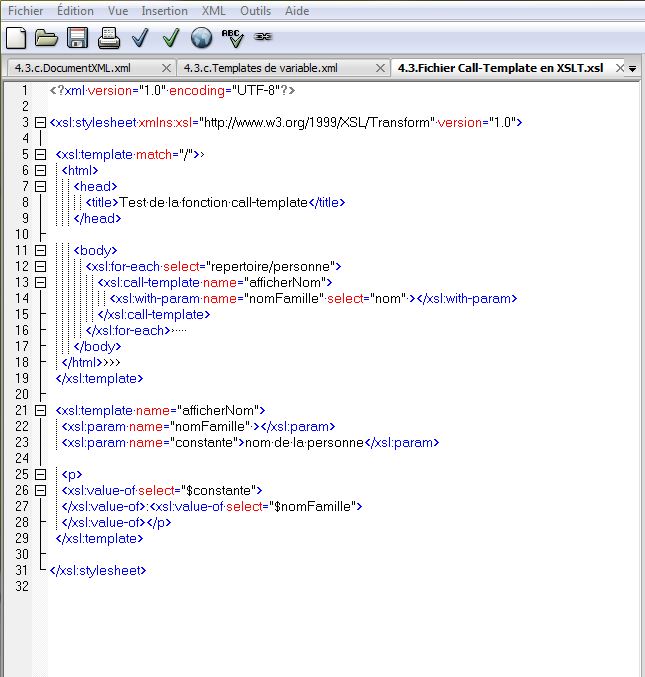 Fichier Édition Vue Insertion XML Outils Aide
ABC
4.3.c.DocumentXML.xml 4.3.c.Templates de variable.xml 4.3.Fichier Call-Template en XSLT.xsl
1 <?xml version="1.0" encoding="UTF-8"?>
2
3 <xsl:stylesheet xmlns:xsl="http://www.w3.org/1999/XSL/Transform" version="1.0">
4
5 <xsl:template match="/">
6 <html>
7 <head>
8 <title>Test de la fonction call-template</title>
9 </head>
10
11 <body>
12 <xsl:for-each select="repertoire/personne">
13 <xsl:call-template name="afficherNom">
14 <xsl:with-param name="nomFamille" select="nom" ></xsl:with-param>
15 </xsl:call-template>
16 </xsl:for-each>
17 </body>
18 </html>
19 </xsl:template>
20
21 <xsl:template name="afficherNom">
22 <xsl:param name="nomFamille" ></xsl:param>
23 <xsl:param name="constante">nom de la personne</xsl:param>
24
25 <p>
26 <xsl:value-of select="$constante">
27 </xsl:value-of>:<xsl:value-of select="$nomFamille">
28 </xsl:value-of></p>
29 </xsl:template>
30
31 </xsl:stylesheet>
32